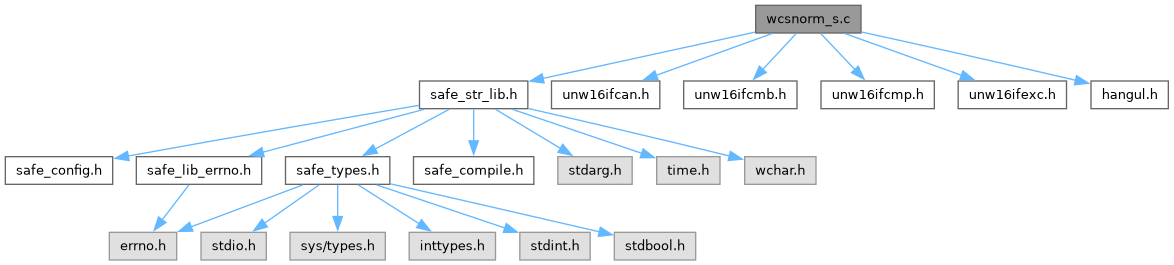 wcsnorm_s.c
safe_str_lib.h
unw16ifcan.h
unw16ifcmb.h
unw16ifcmp.h
unw16ifexc.h
hangul.h
safe_config.h
safe_lib_errno.h
safe_types.h
safe_compile.h
stdarg.h
time.h
wchar.h
errno.h
stdio.h
sys/types.h
inttypes.h
stdint.h
stdbool.h